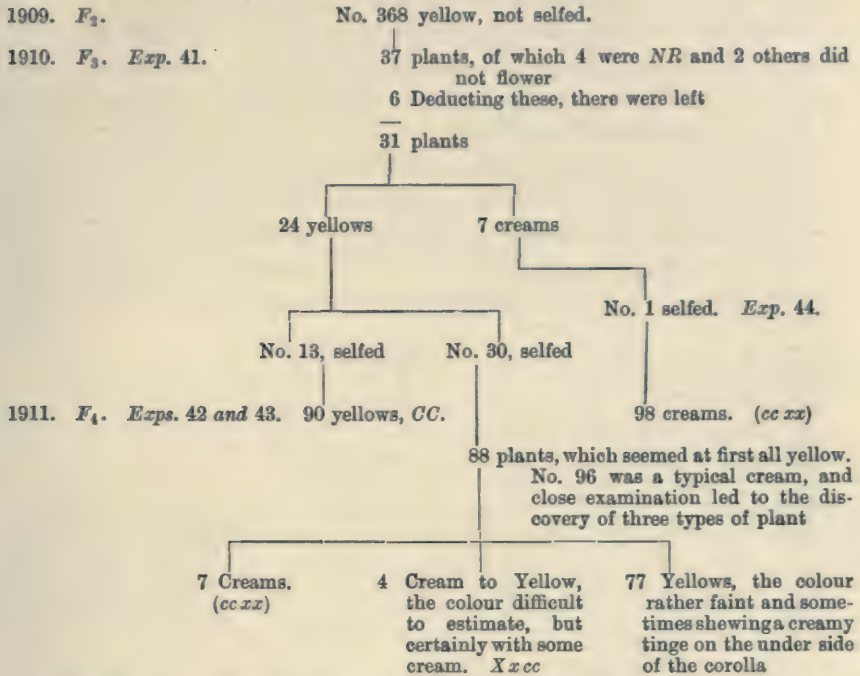 1909. F₂. No. 368 yellow, not selfed.
1910. F₃. Exp. 41. 37 plants, of which 4 were NR and 2 others did
not flower
6 Deducting these, there were left
31 plants
24 yellows 7 creams
No. 1 selfed. Exp. 44.
No. 13, selfed No. 30, selfed
1911. F₄. Exps. 42 and 43. 90 yellows, CC. 98 creams. (cc xx)
88 plants, which seemed at first all yellow.
No. 96 was a typical cream, and
close examination led to the dis-
covery of three types of plant
7 Creams. 4 Cream to Yellow, 77 Yellows, the colour
(cc xx) the colour difficult rather faint and some-
to estimate, but times shewing a creamy
certainly with some tinge on the under side
cream. Xxcc of the corolla